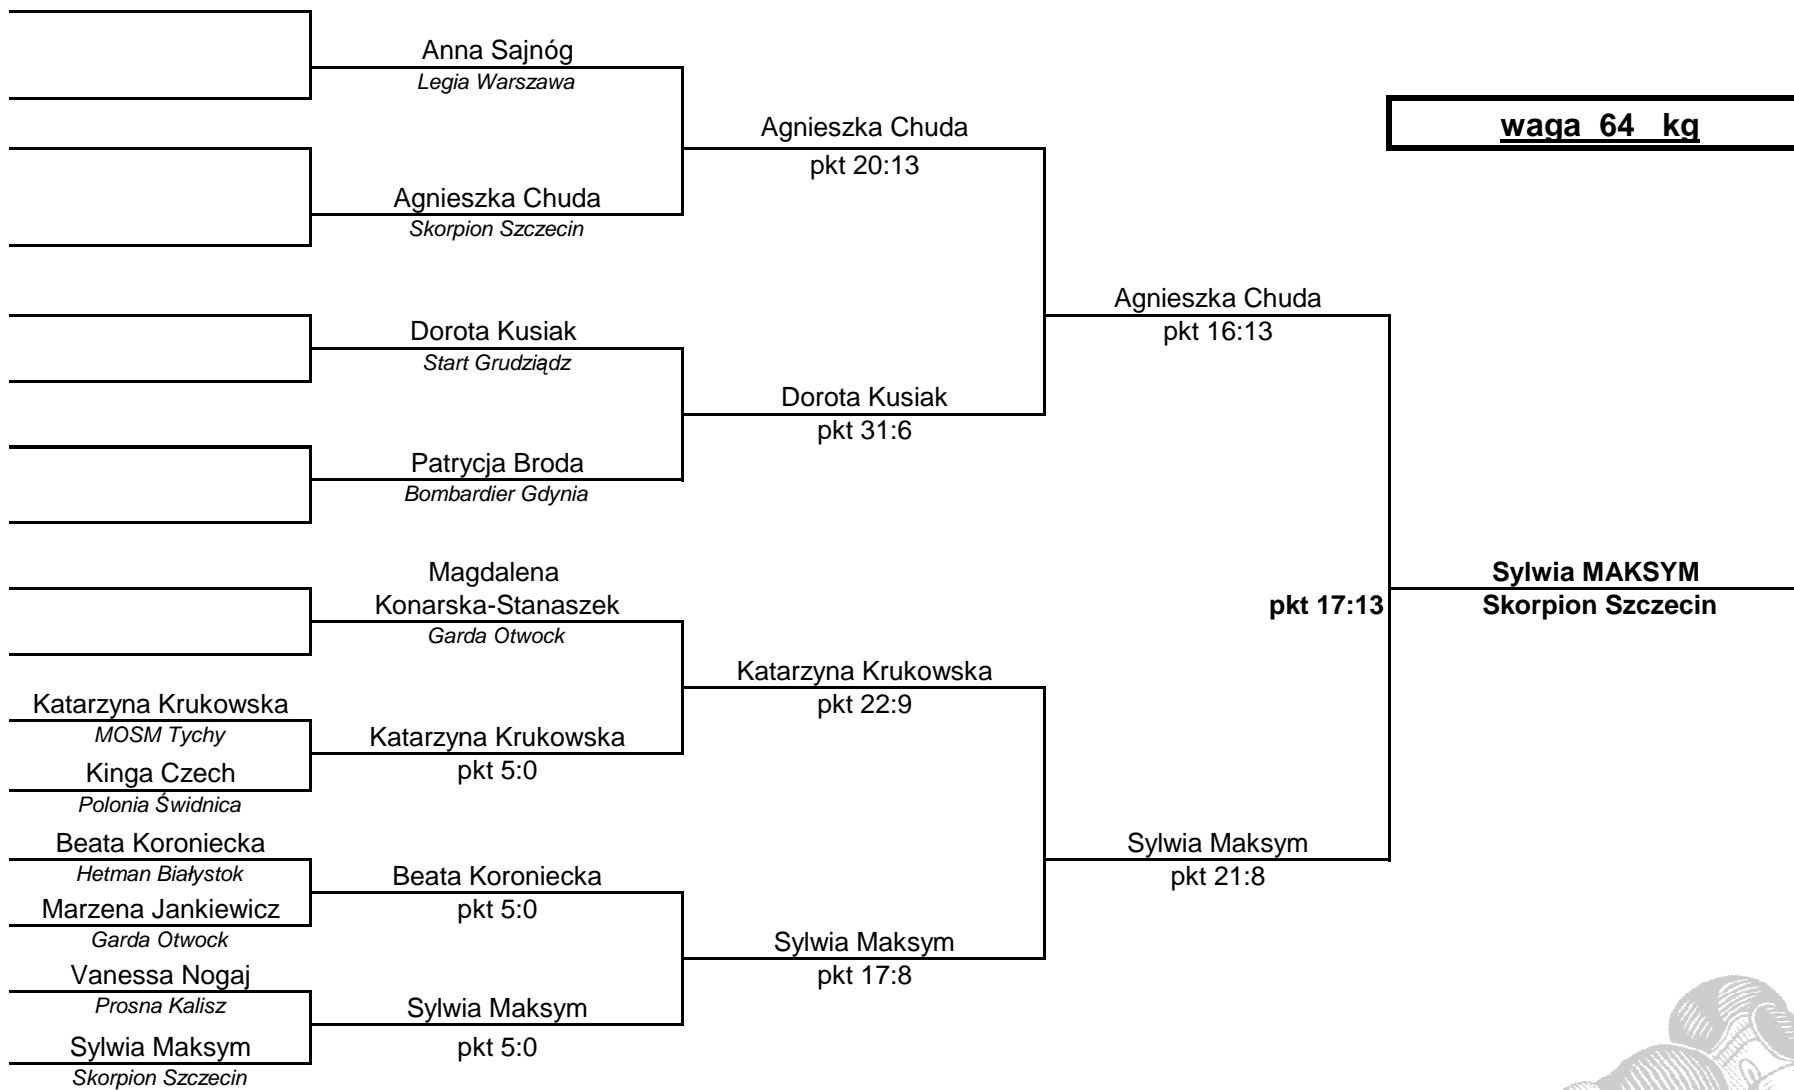 Anna Sajnóg
Legia Warszawa
Agnieszka Chuda
pkt 20:13
waga 64 kg
Agnieszka Chuda
Skorpion Szczecin
Agnieszka Chuda
pkt 16:13
Dorota Kusiak
Start Grudziądz
Dorota Kusiak
pkt 31:6
Patrycja Broda
Bombardier Gdynia
Magdalena
Konarska-Stanaszek
Garda Otwock
pkt 17:13
Sylwia MAKSYM
Skorpion Szczecin
Katarzyna Krukowska
pkt 22:9
Katarzyna Krukowska
MOSM Tychy
Katarzyna Krukowska
pkt 5:0
Kinga Czech
Polonia Świdnica
Beata Koroniecka
Hetman Białystok
Beata Koroniecka
pkt 5:0
Sylwia Maksym
pkt 21:8
Marzena Jankiewicz
Garda Otwock
Sylwia Maksym
pkt 17:8
Vanessa Nogaj
Prosna Kalisz
Sylwia Maksym
pkt 5:0
Sylwia Maksym
Skorpion Szczecin